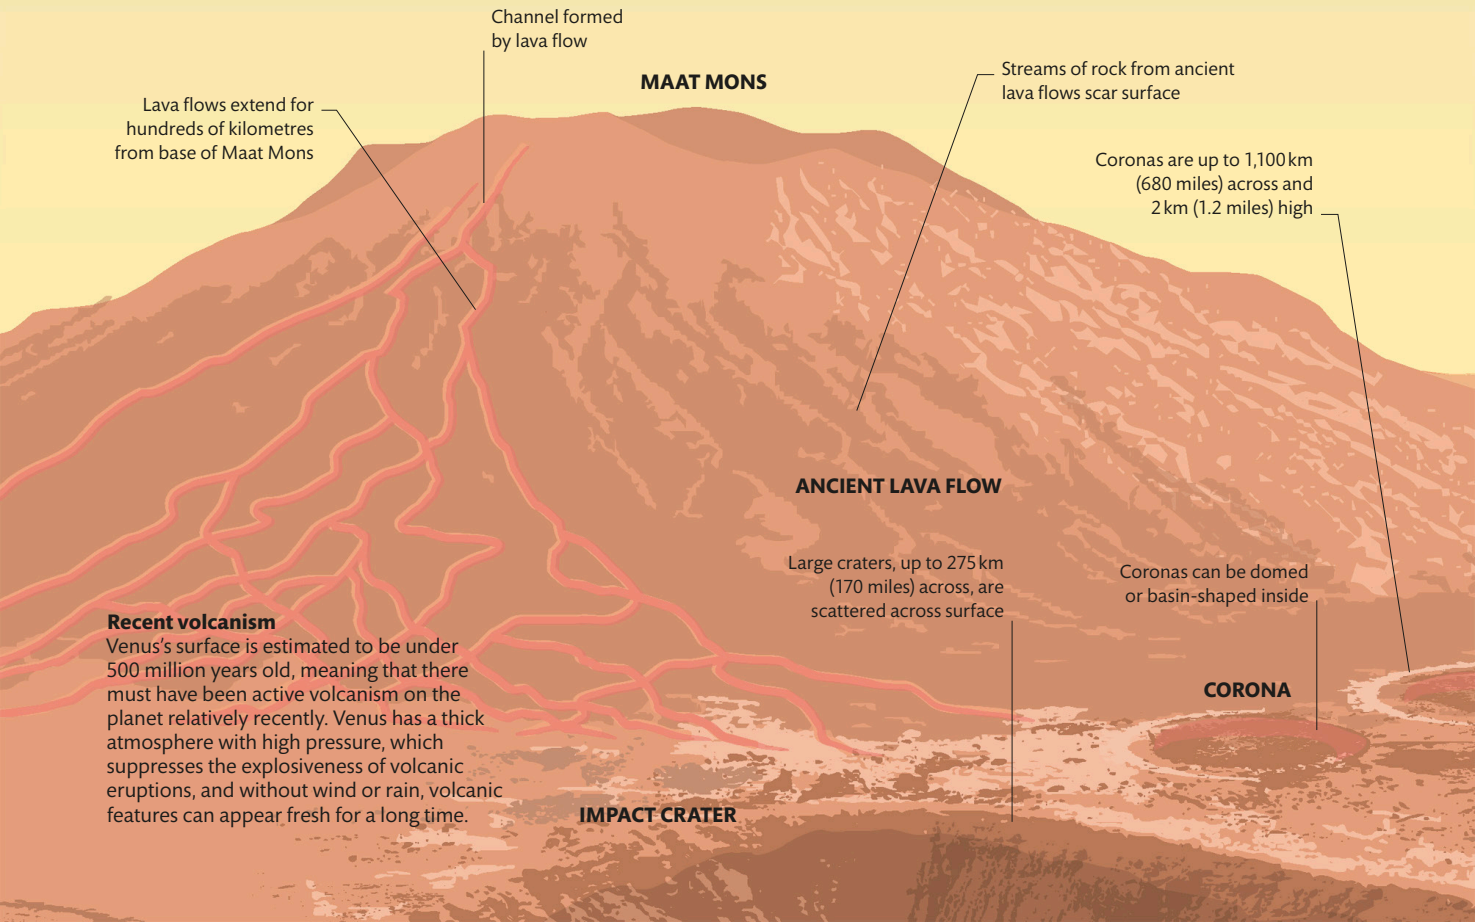 Channel formed
by lava flow
MAAT MONS
Streams of rock from ancient
lava flows scar surface
Lava flows extend for
hundreds of kilometres
from base of Maat Mons
Coronas are up to 1,100 km
(680 miles) across and
2 km (1.2 miles) high
ANCIENT LAVA FLOW
Large craters, up to 275 km
(170 miles) across, are
scattered across surface
Coronas can be domed
or basin-shaped inside
CORONA
Recent volcanism
Venus's surface is estimated to be under
500 million years old, meaning that there
must have been active volcanism on the
planet relatively recently. Venus has a thick
atmosphere with high pressure, which
suppresses the explosiveness of volcanic
eruptions, and without wind or rain, volcanic
features can appear fresh for a long time.
IMPACT CRATER